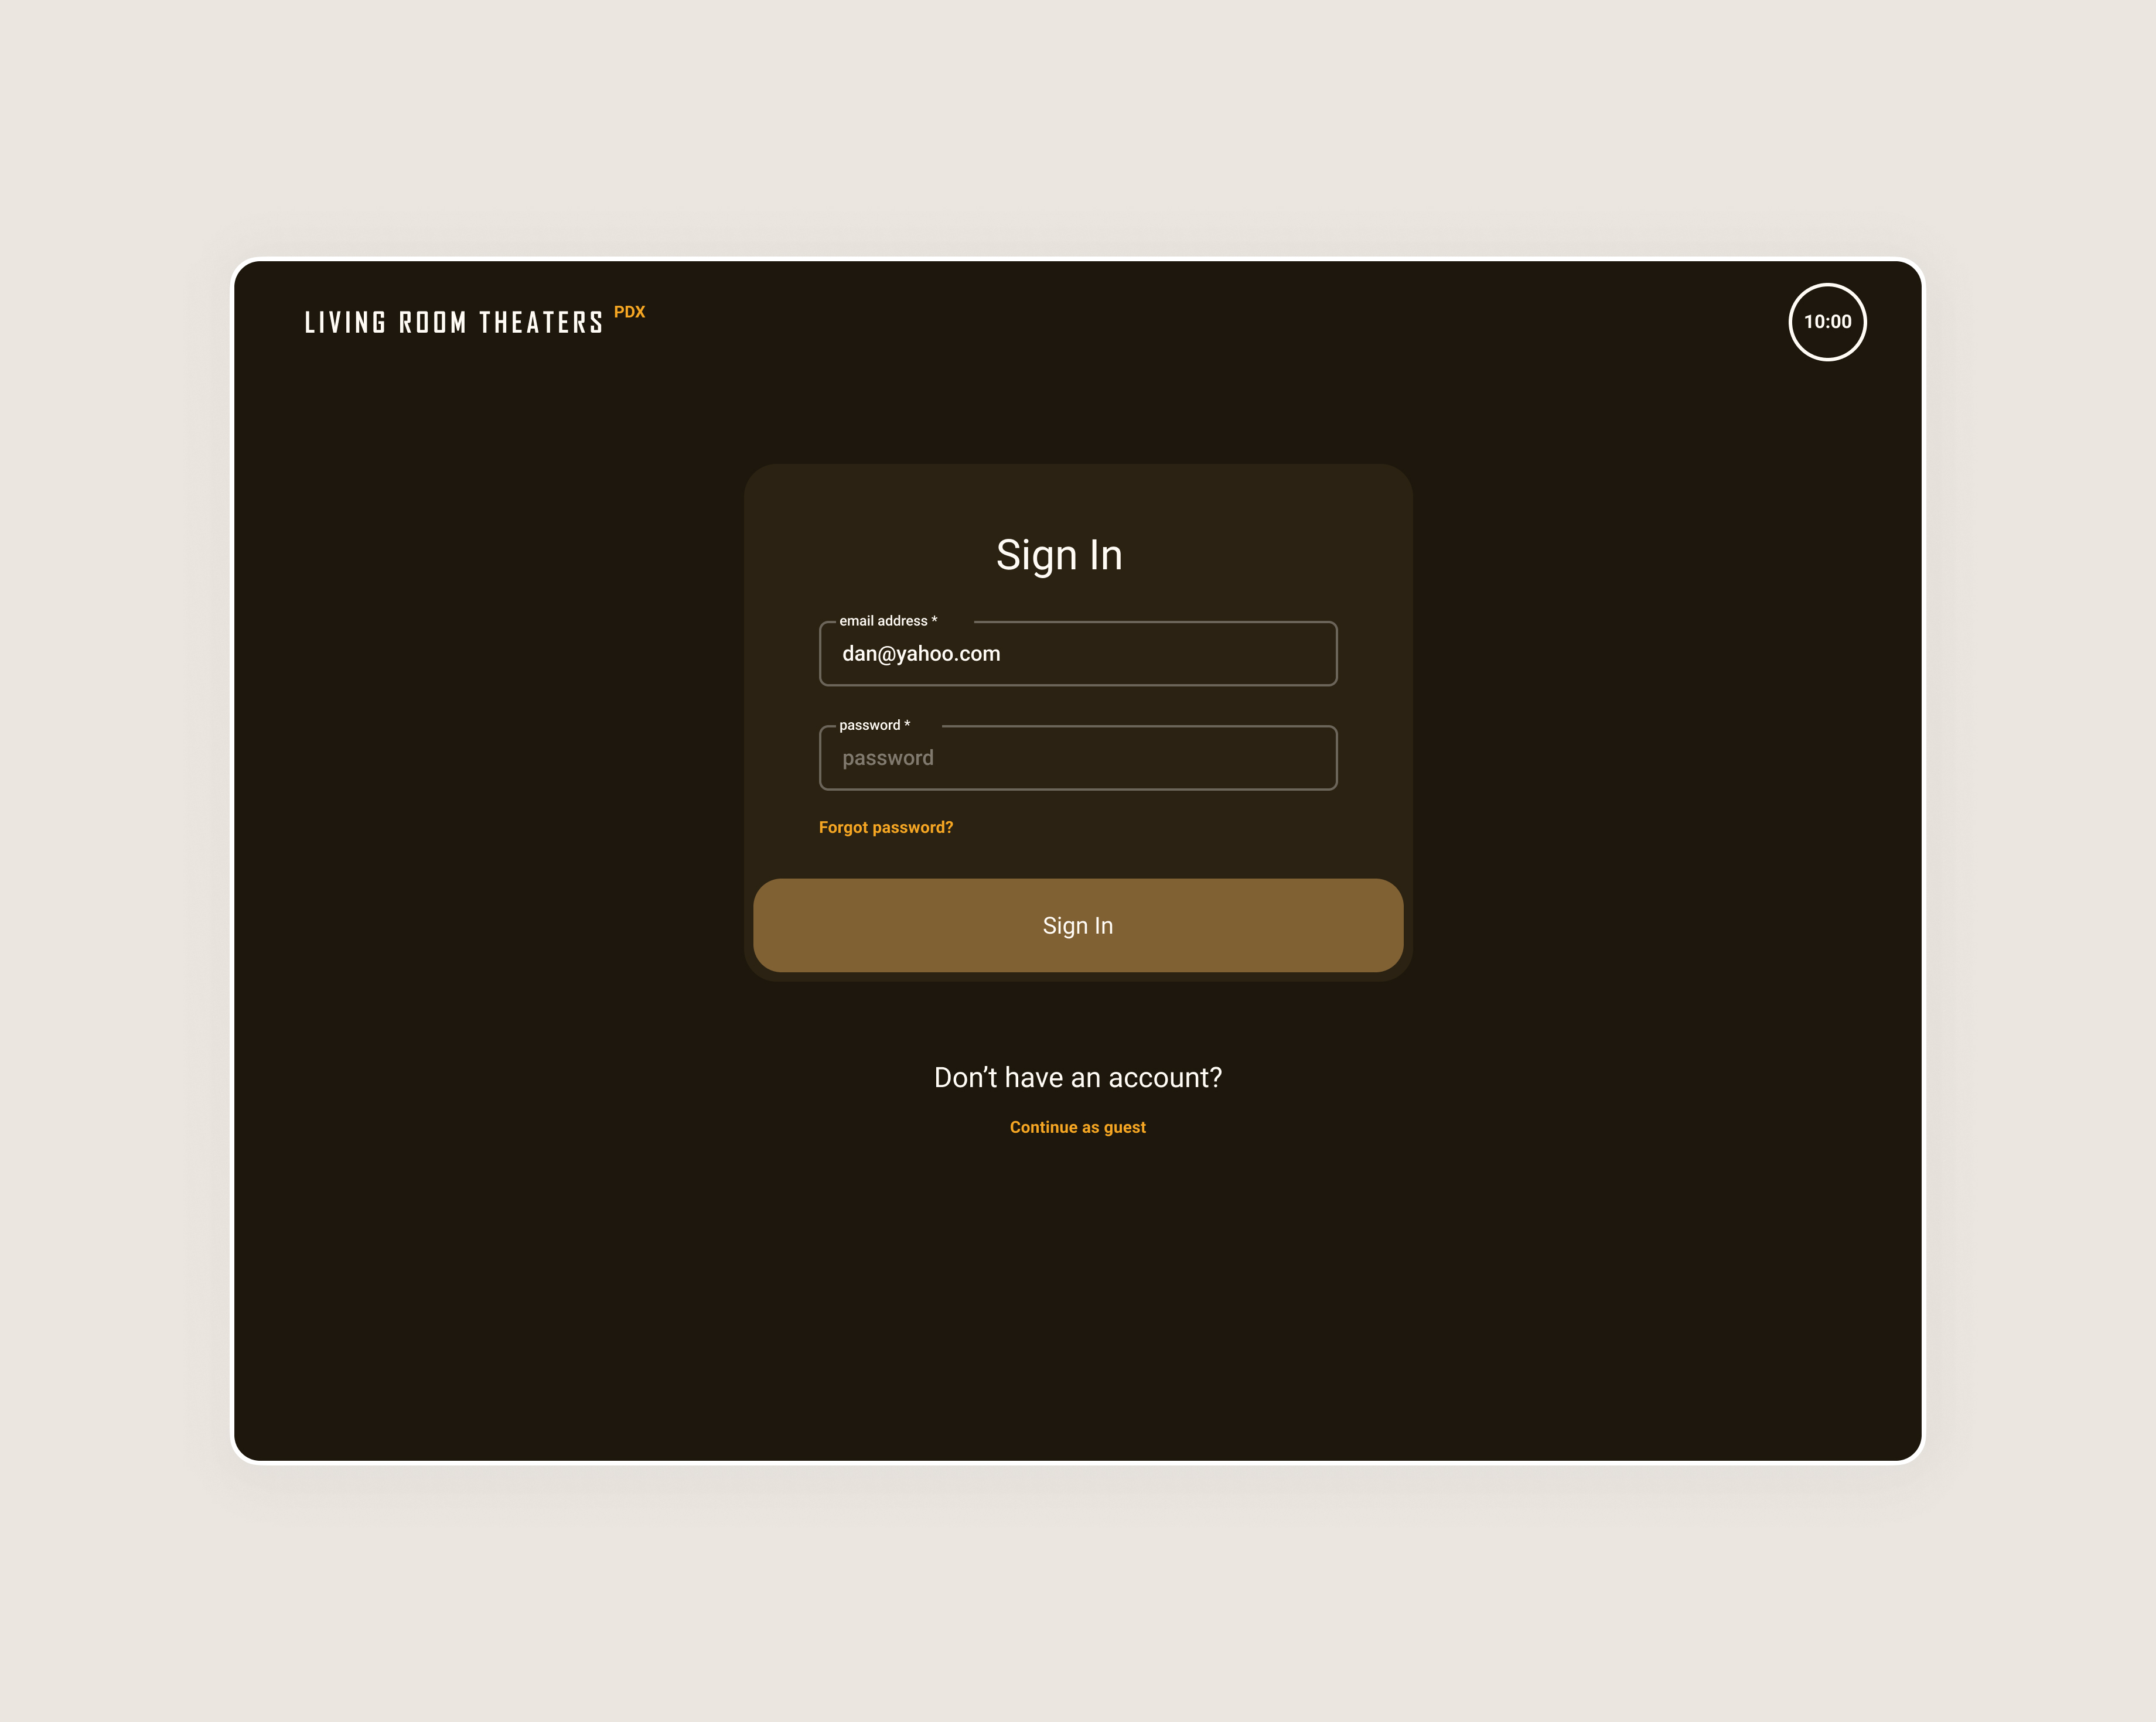 LIVING ROOM THEATERS PDX
10:00
Sign In
email address *
dan@yahoo.com
password *
password
Forgot password?
Sign In
Don’t have an account?
Continue as guest